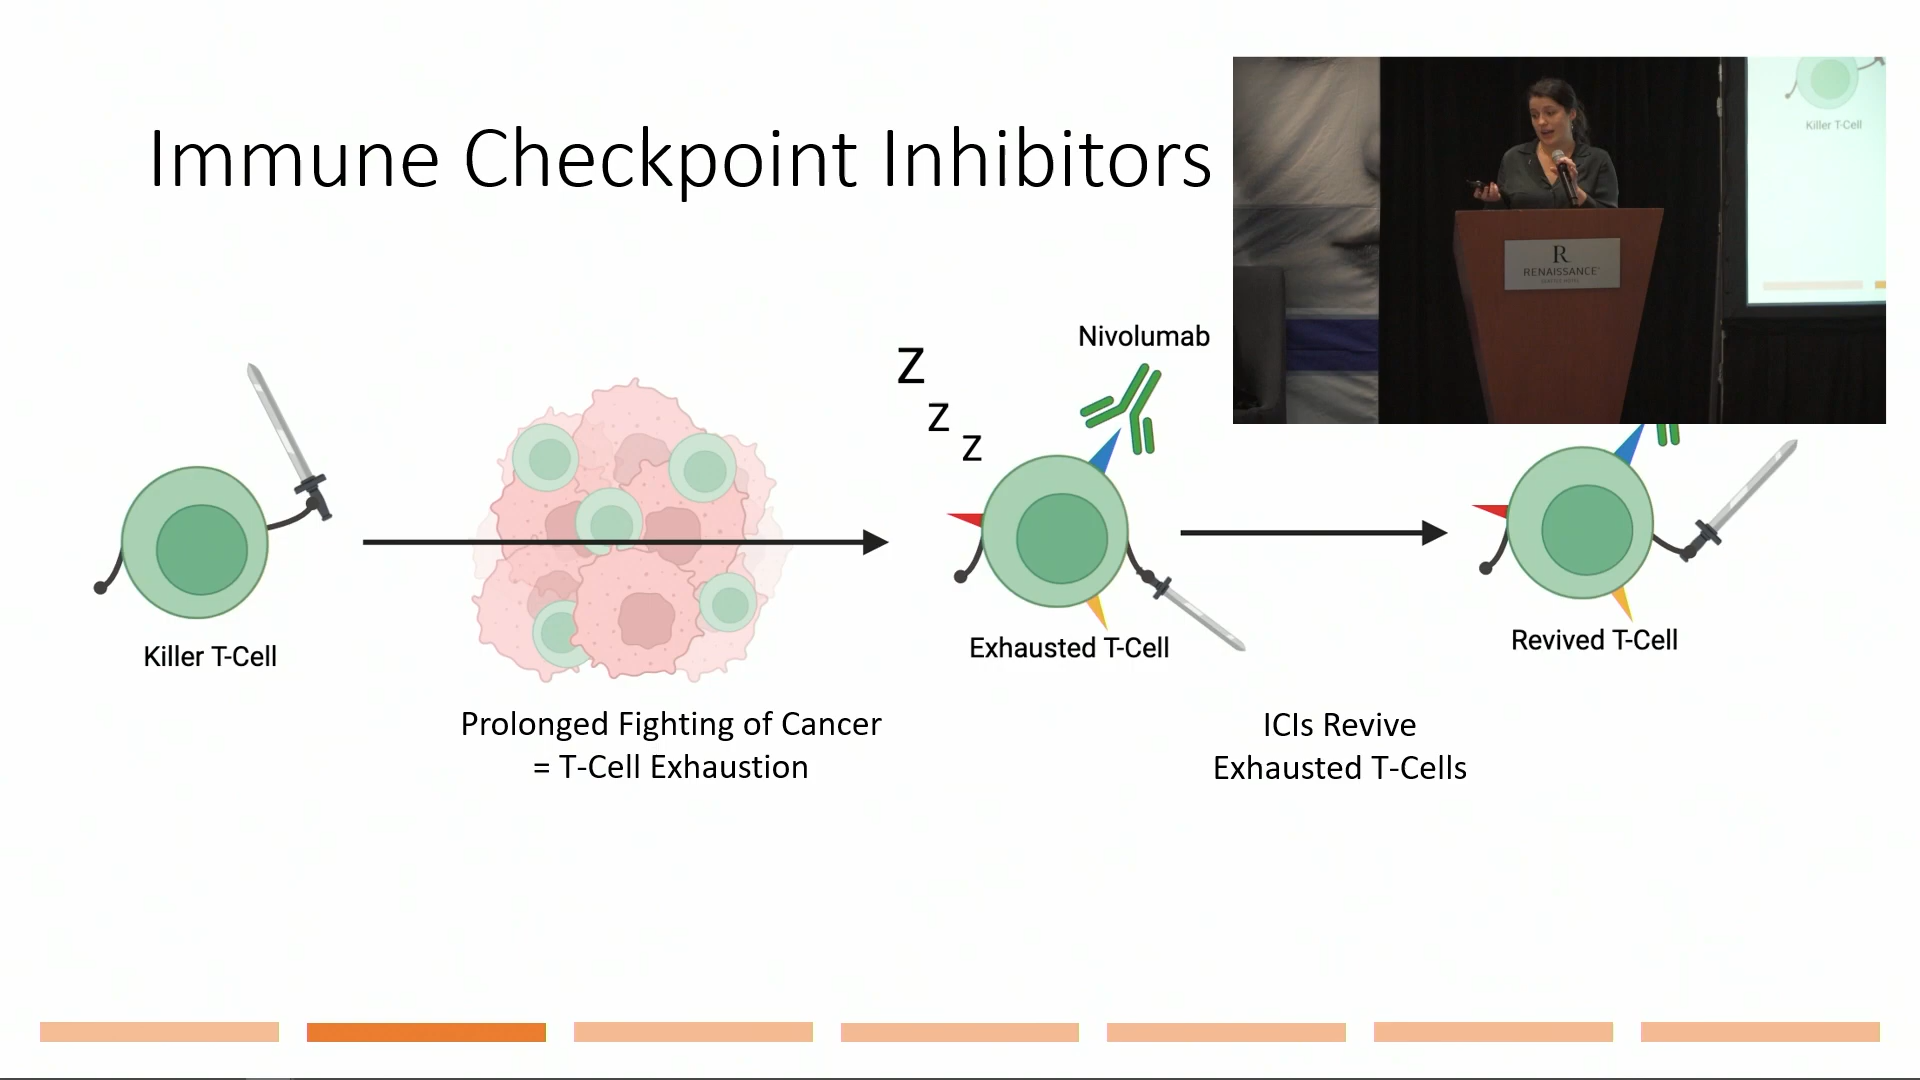 Immune Checkpoint Inhibitors
Killer T-Cell
R
RENAISSANCE
Nivolumab
Z
Z
Z
Killer T-Cell
Exhausted T-Cell
Revived T-Cell
Prolonged Fighting of Cancer
= T-Cell Exhaustion
ICIs Revive
Exhausted T-Cells